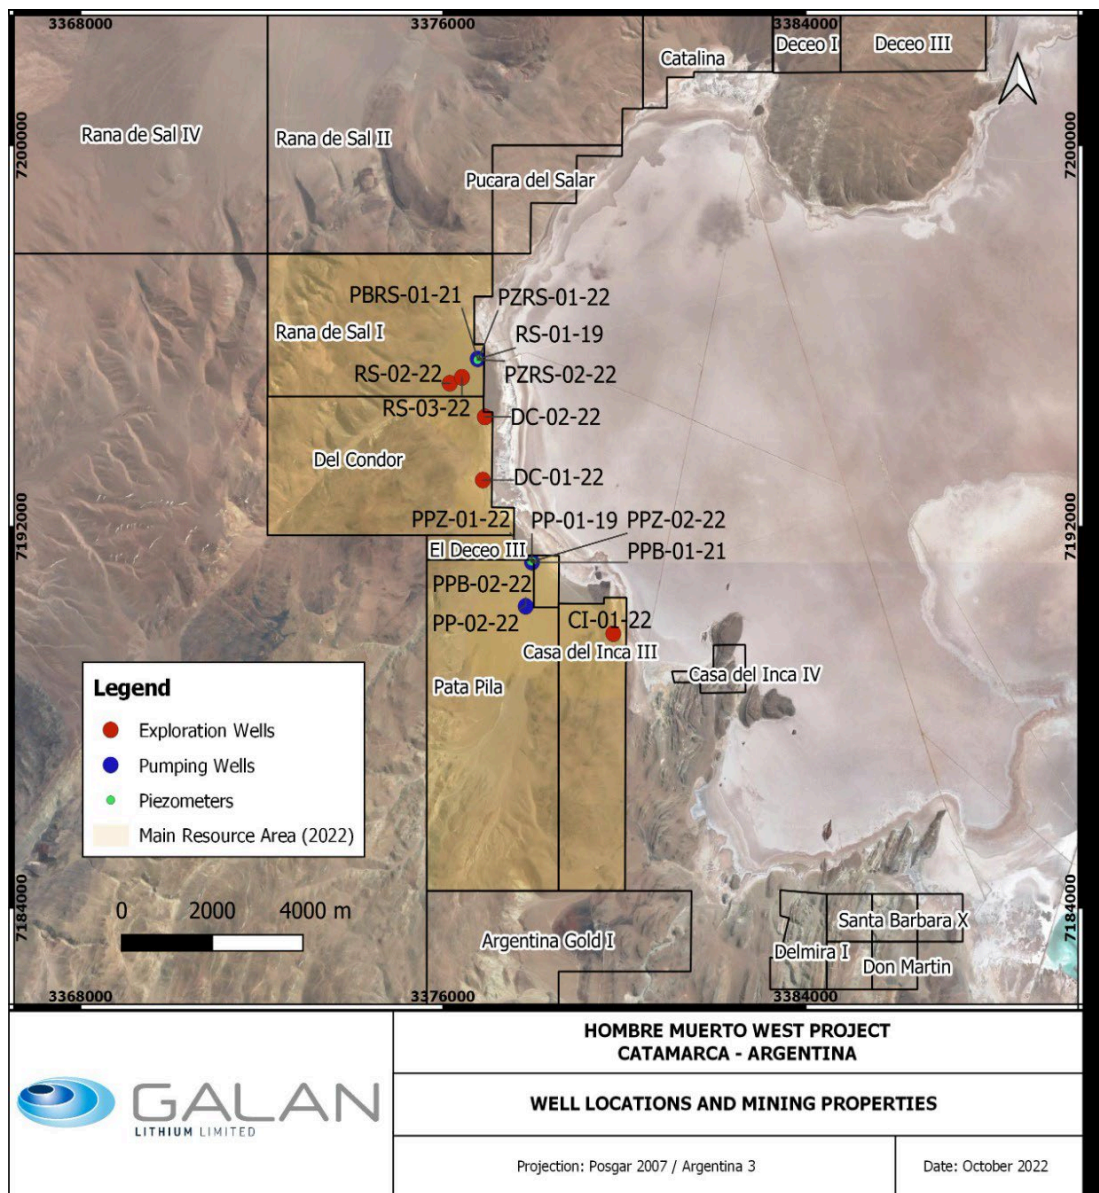 3368000
3376000
3384000
Deceo I
Deceo III
Catalina
7200000
Rana de Sal IV
Rana de Sal II
7200000
Pucara del Salar
PBRS-01-21
PZRS-01-22
Rana de Sal I
RS-01-19
RS-02-22
PZRS-02-22
RS-03-22
DC-02-22
Del Condor
DC-01-22
7192000
PPZ-01-22
PP-01-19
PPZ-02-22
7192000
El Deceo III
PPB-01-21
PPB-02-22
PP-02-22
CI-01-22
Casa del Inca III
Casa del Inca IV
Pata Pila
Legend
Exploration Wells
Pumping Wells
Piezometers
Main Resource Area (2022)
7184000
0 2000 4000 m
Argentina Gold I
Santa Barbara X
Delmira I
Don Martin
7184000
3368000
3376000
3384000
GALAN
LITHIUM LIMITED
HOMBRE MUERTO WEST PROJECT
CATAMARCA - ARGENTINA
WELL LOCATIONS AND MINING PROPERTIES
Projection: Posgar 2007 / Argentina 3
Date: October 2022